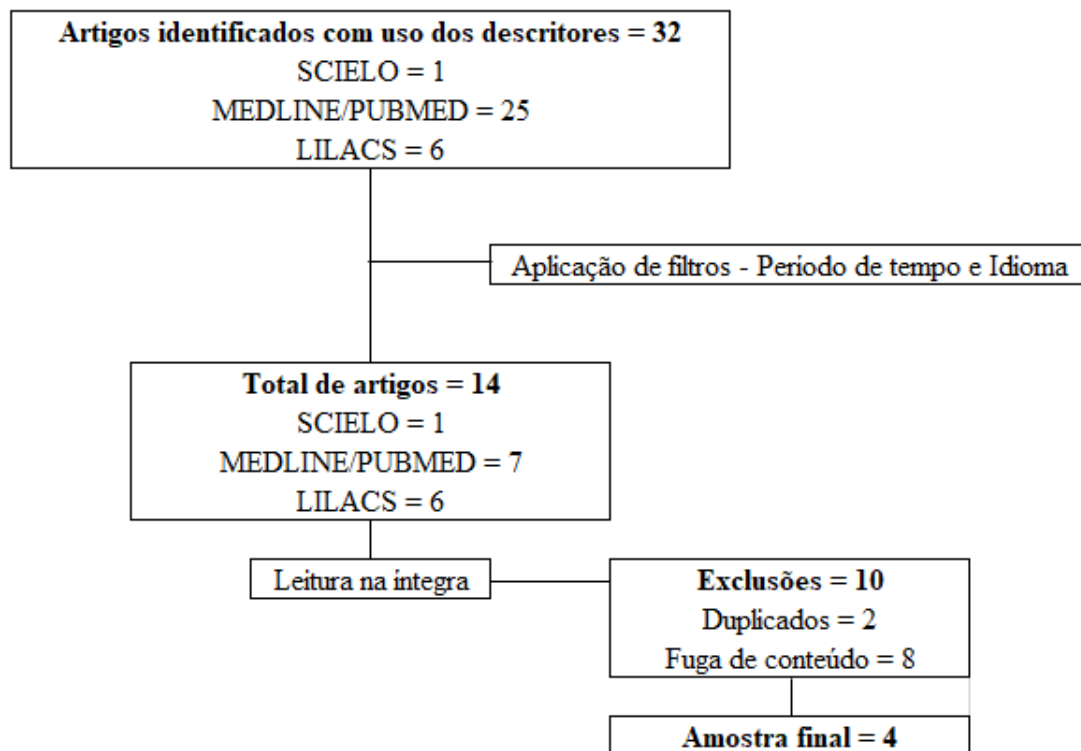 Artigos identificados com uso dos descritores = 32
SCIELO = 1
MEDLINE/PUBMED = 25
LILACS = 6
Aplicação de filtros - Período de tempo e Idioma
Total de artigos = 14
SCIELO = 1
MEDLINE/PUBMED = 7
LILACS = 6
Leitura na íntegra
Exclusões = 10
Duplicados = 2
Fuga de conteúdo = 8
Amostra final = 4